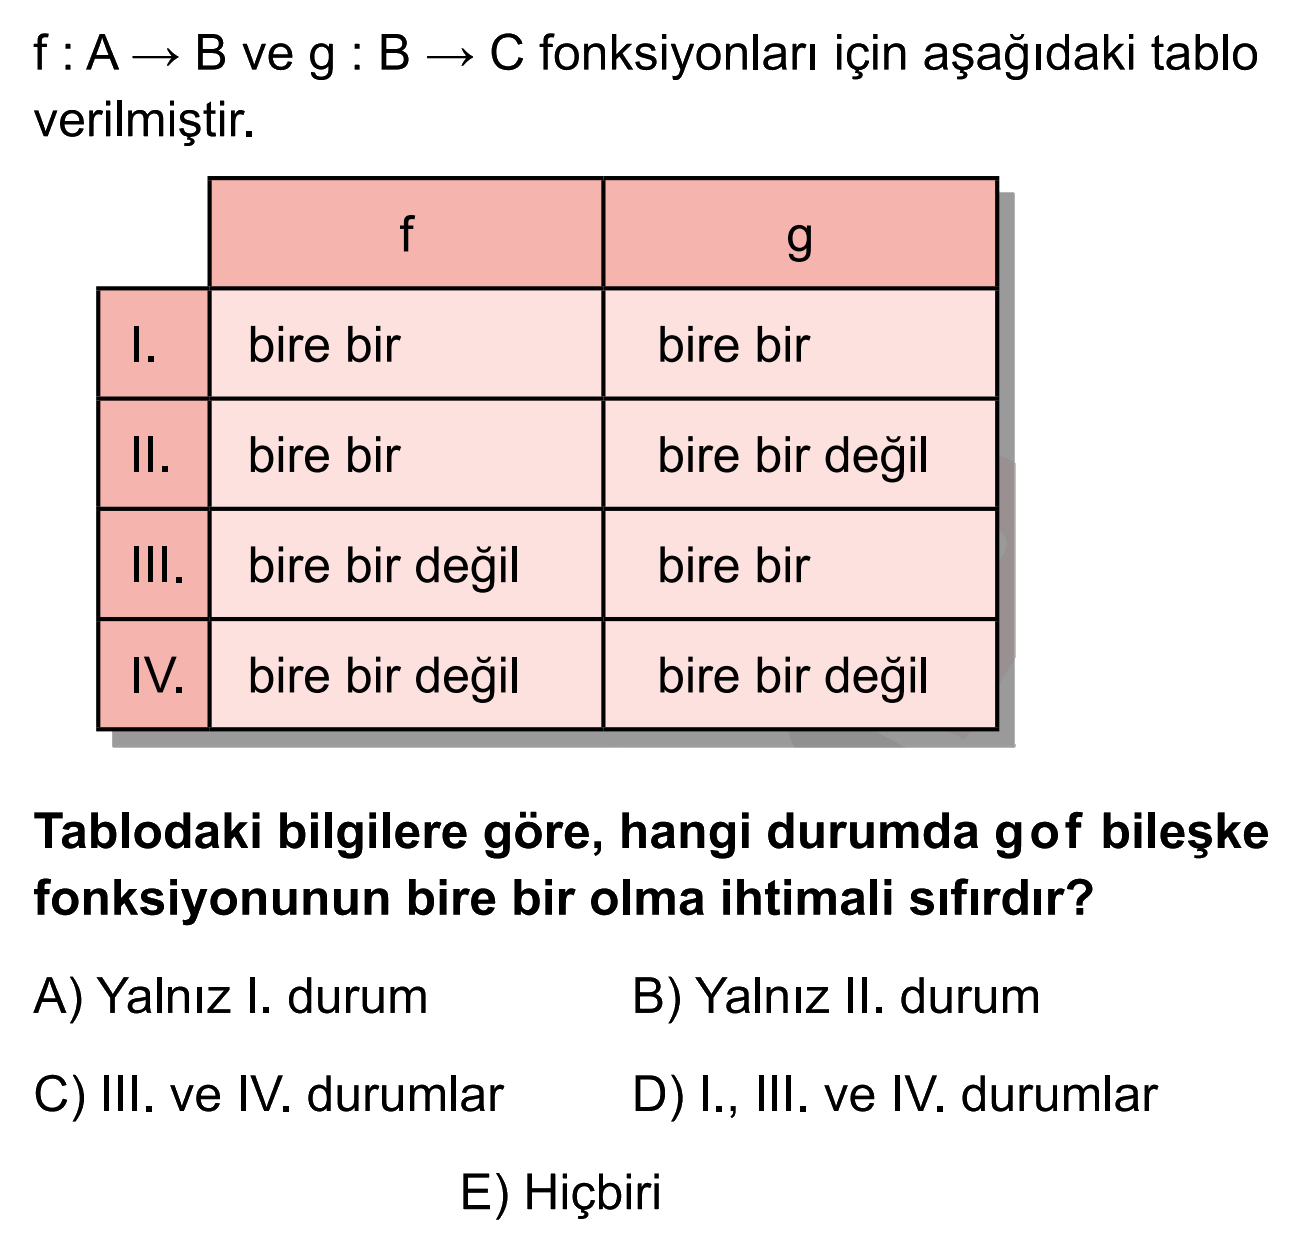 f : A → B ve g : B → C fonksiyonları için aşağıdaki tablo
verilmiştir.
f g
I. bire bir bire bir
II. bire bir bire bir değil
III. bire bir değil bire bir
IV. bire bir değil bire bir değil
Tablodaki bilgilere göre, hangi durumda gof bileşke
fonksiyonunun bire bir olma ihtimali sıfırdır?
A) Yalnız I. durum B) Yalnız II. durum
C) III. ve IV. durumlar D) I., III. ve IV. durumlar
E) Hiçbiri